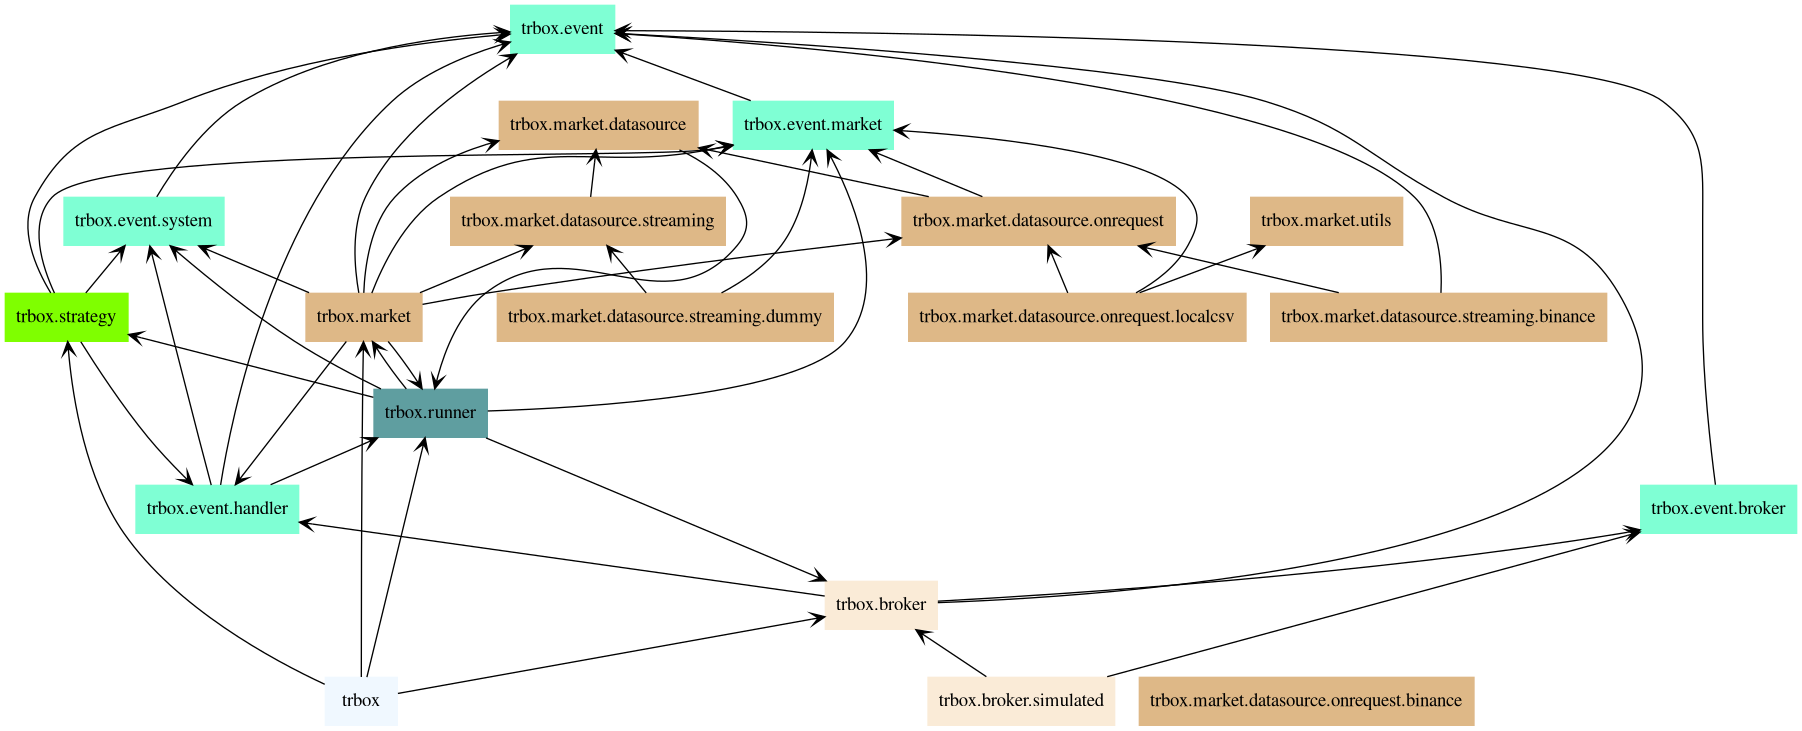 trbox.event
trbox.market.datasource
trbox.event.market
trbox.event.system
trbox.market.datasource.streaming
trbox.market.datasource.onrequest
trbox.market.utils
trbox.strategy
trbox.market
trbox.market.datasource.streaming.dummy
trbox.market.datasource.onrequest.localcsv
trbox.market.datasource.streaming.binance
trbox.runner
trbox.event.handler
trbox.event.broker
trbox.broker
trbox
trbox.broker.simulated
trbox.market.datasource.onrequest.binance